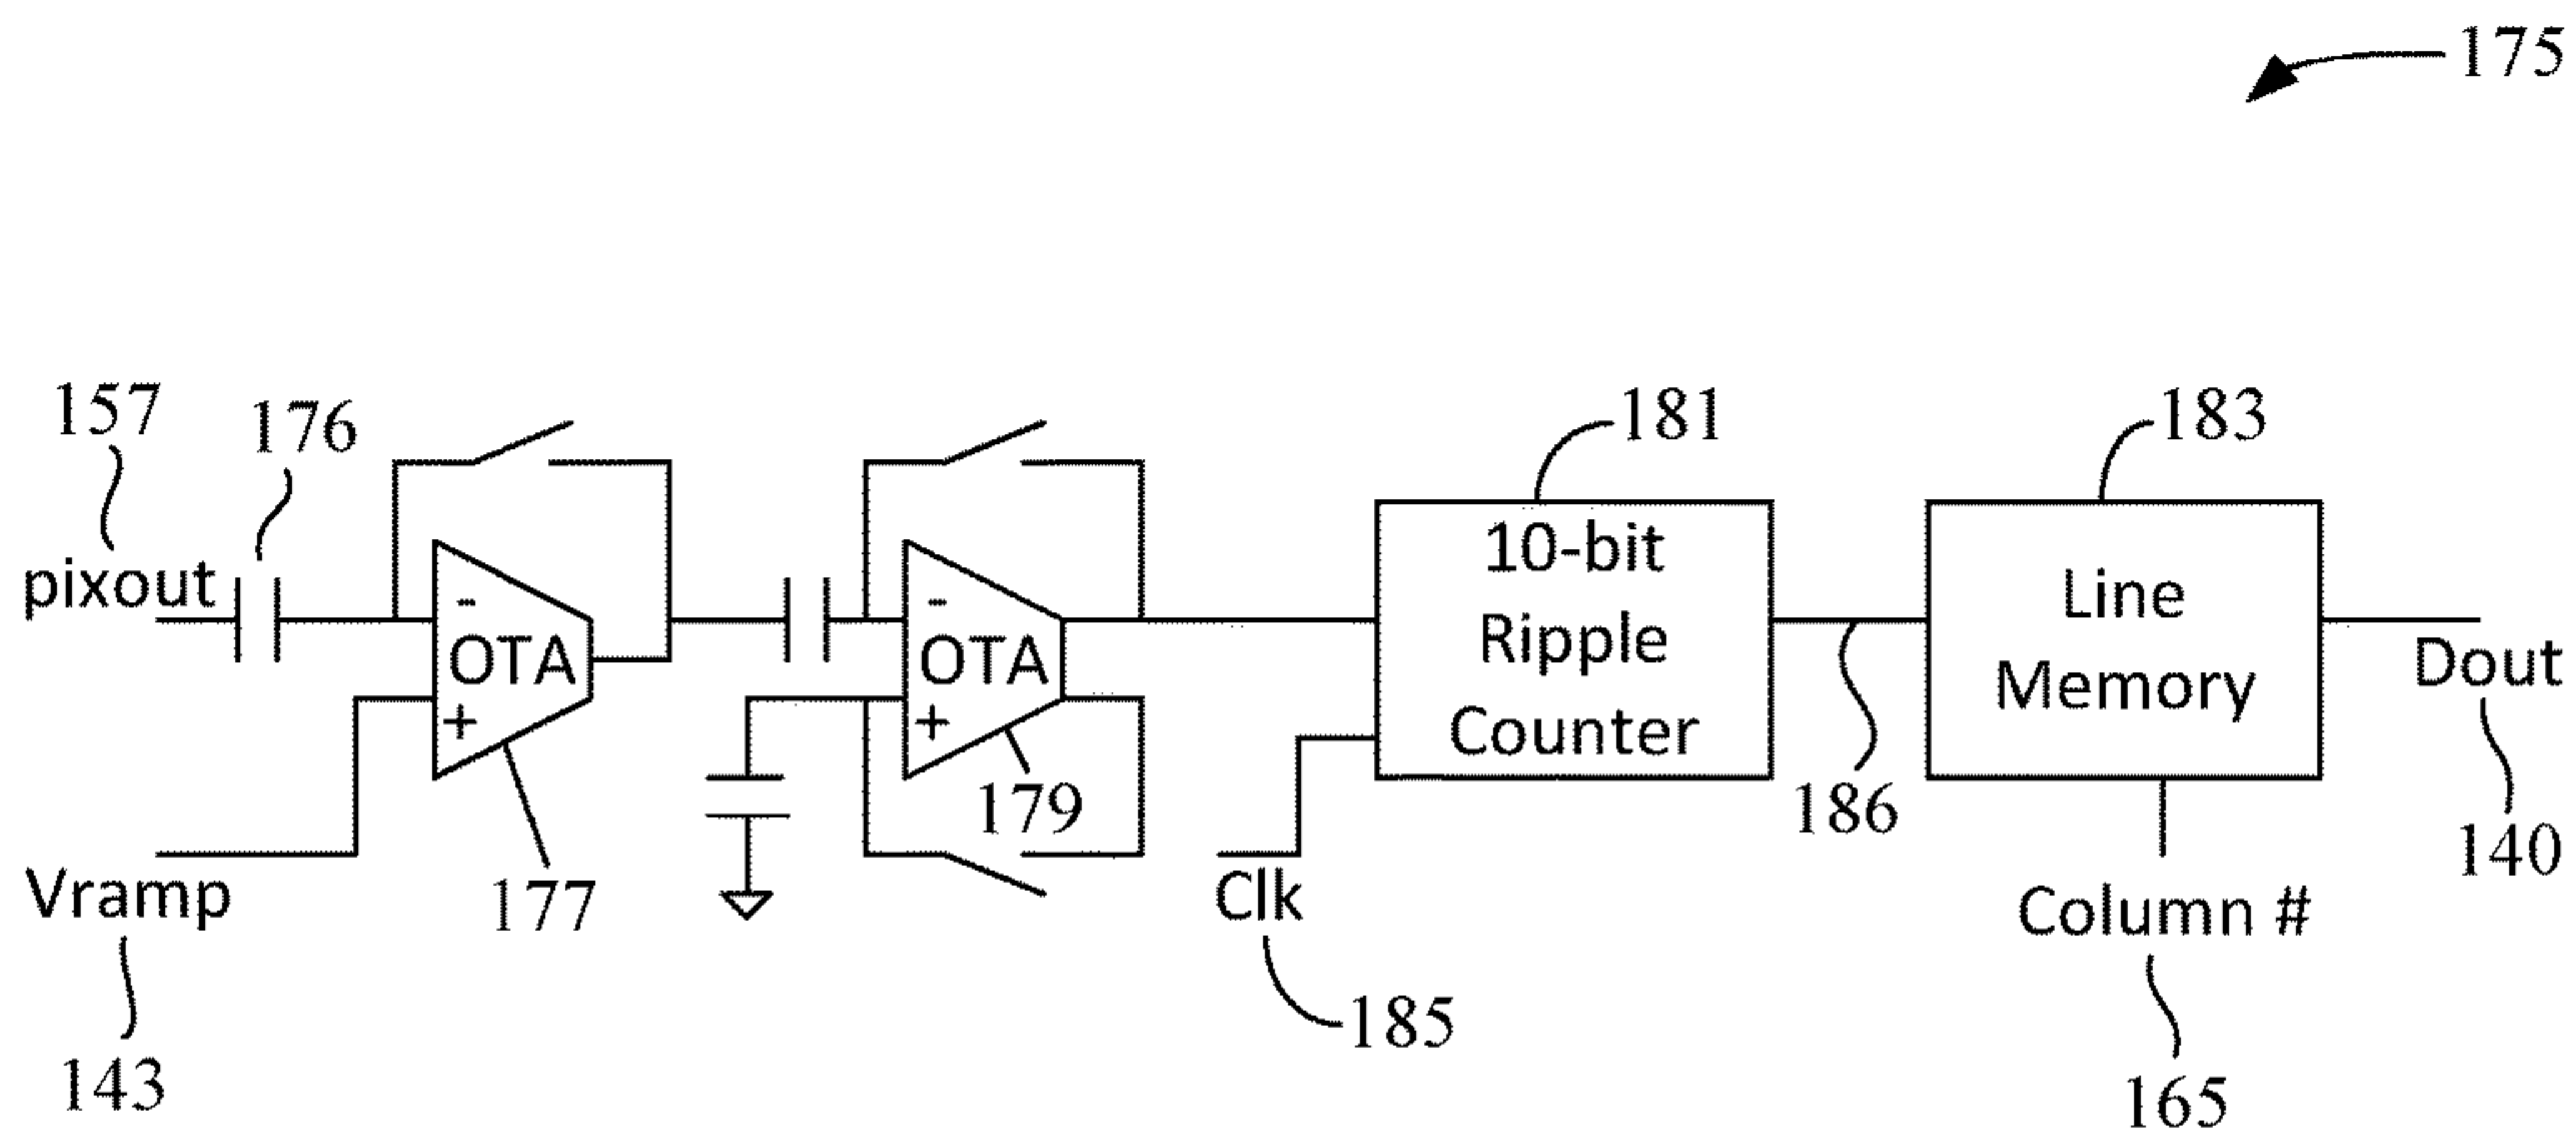 175
157
176
181
183
pixout
-
OTA
+
-
OTA
+
10-bit
Ripple
Counter
Line
Memory
Dout
177
179
186
140
Vramp
Clk
Column #
143
185
165